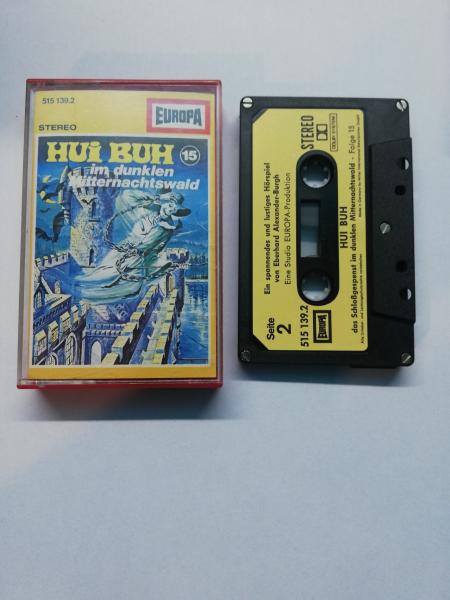 515 139.2
EUROPA
STEREO
HUi BUH 15
im dunklen
Mitternachtswald
STEREO
DOLBY SYSTEM
Ein spannendes und lustiges Hörspiel
von Eberhard Alexander-Burgh
Eine Studio EUROPA-Produktion
Seite
2
515 139.2
EUROPA
HUI BUH
das Schloßgespenst im dunklen Mitternachtswald - Folge 15